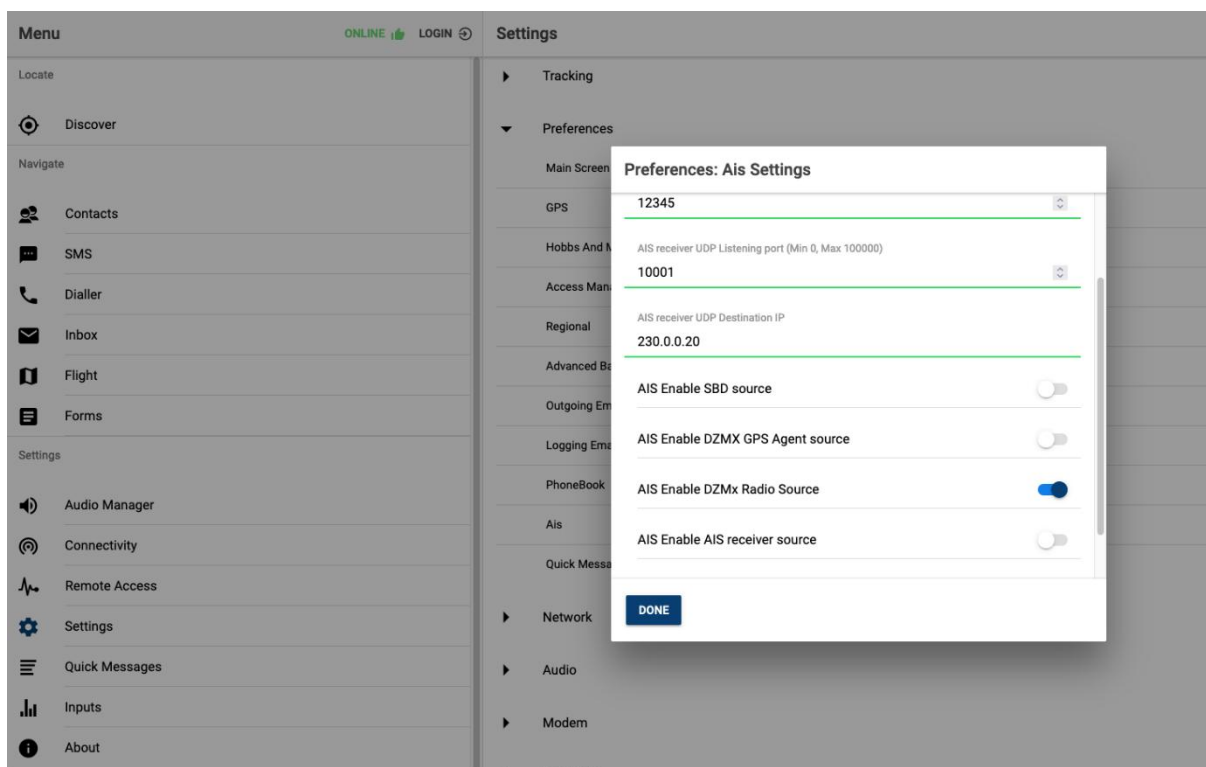 Menu
ONLINE LOGIN
Locate
Discover
Navigate
Contacts
SMS
Dialler
Inbox
Flight
Forms
Settings
Audio Manager
Connectivity
Remote Access
Settings
Quick Messages
Inputs
About
Settings
Tracking
Preferences
Main Screen
GPS
Hobbs And M
Access Man
Regional
Advanced Ba
Outgoing Em
Logging Ema
PhoneBook
Ais
Quick Messa
Network
Audio
Modem
Preferences: Ais Settings
12345
AIS receiver UDP Listening port (Min 0, Max 100000)
10001
AIS receiver UDP Destination IP
230.0.0.20
AIS Enable SBD source
AIS Enable DZMX GPS Agent source
AIS Enable DZMx Radio Source
AIS Enable AIS receiver source
DONE